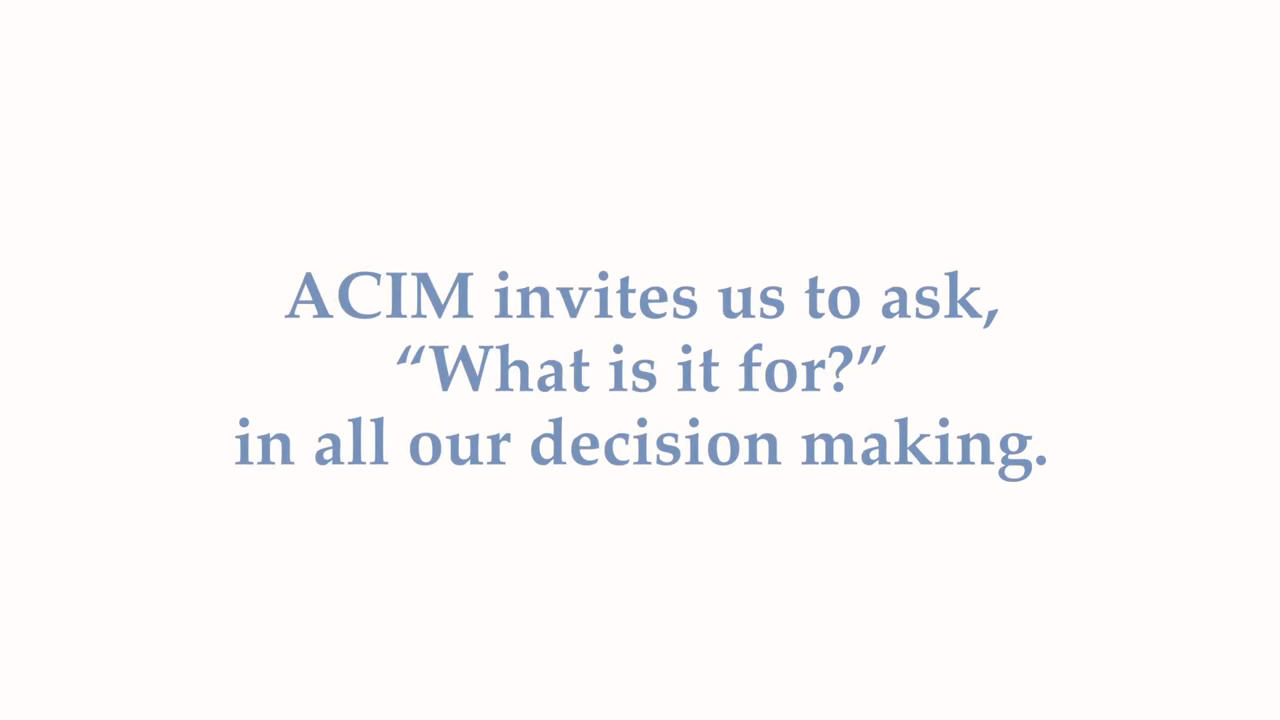 ACIM invites us to ask,
“What is it for?”
in all our decision making.